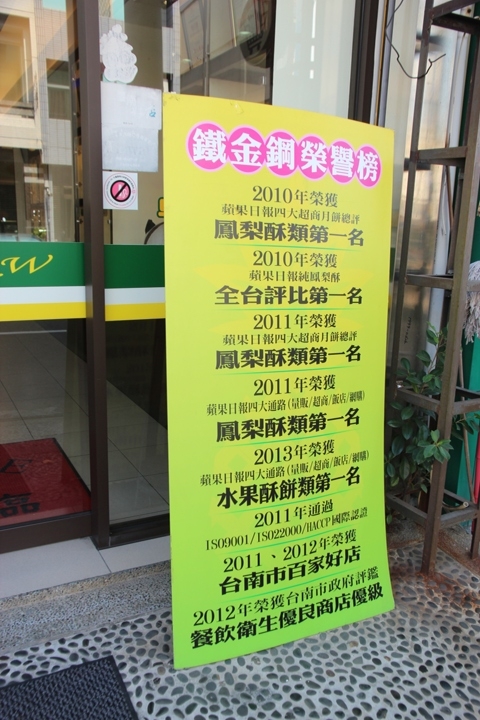 鐵金鋼榮譽榜
2010年榮獲
蘋果日報四大超商月餅總評
鳳梨酥類第一名
2010年榮獲
蘋果日報純鳳梨酥
全台評比第一名
2011年榮獲
蘋果日報四大超商月餅總評
鳳梨酥類第一名
2011年榮獲
蘋果日報四大通路(量販/超商/飯店/網購)
鳳梨酥類第一名
2013年榮獲
蘋果日報四大通路(量販/超商/飯店/網購)
水果酥餅類第一名
2011年通過
ISO9001/ISO22000/HACCP國際認證
2011、2012年榮獲
台南市百家好店
2012年榮獲台南市政府評鑑
餐飲衛生優良商店優級